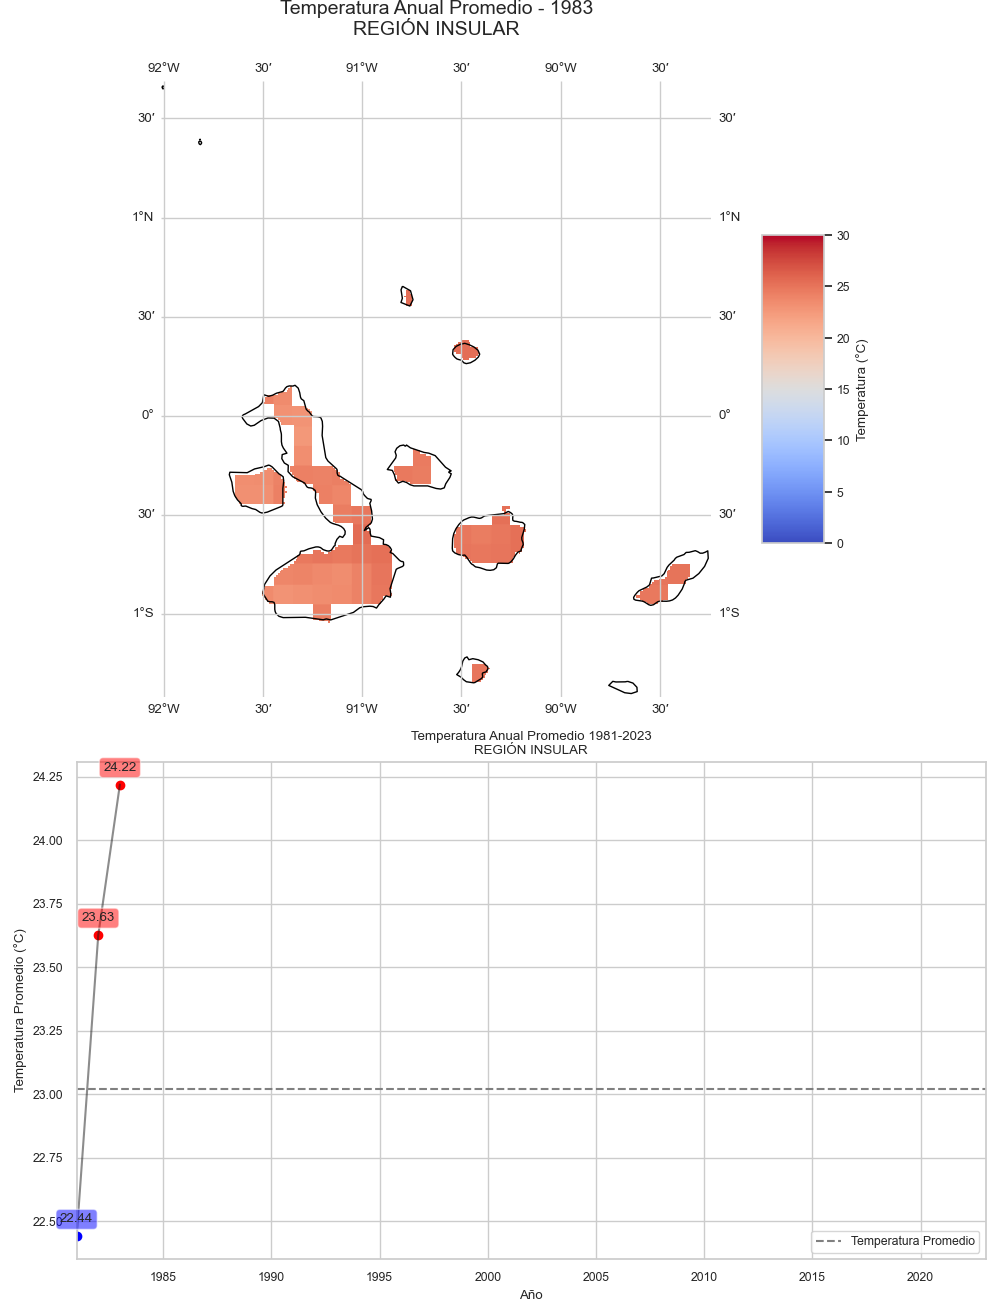 Temperatura Anual Promedio - 1983
REGIÓN INSULAR
92°W 30′ 91°W 30′ 90°W 30′
30′ 30′
1°N 1°N
30′ 30′
0° 0°
30′ 30′
1°S 1°S
92°W 30′ 91°W 30′ 90°W 30′
30
25
20
15
10
5
0
Temperatura (°C)
Temperatura Anual Promedio 1981-2023
REGIÓN INSULAR
24.25
24.00
23.75
23.50
23.25
23.00
22.75
22.50
Temperatura Promedio (°C)
24.22
23.63
22.44
Temperatura Promedio
1985 1990 1995 2000 2005 2010 2015 2020
Año